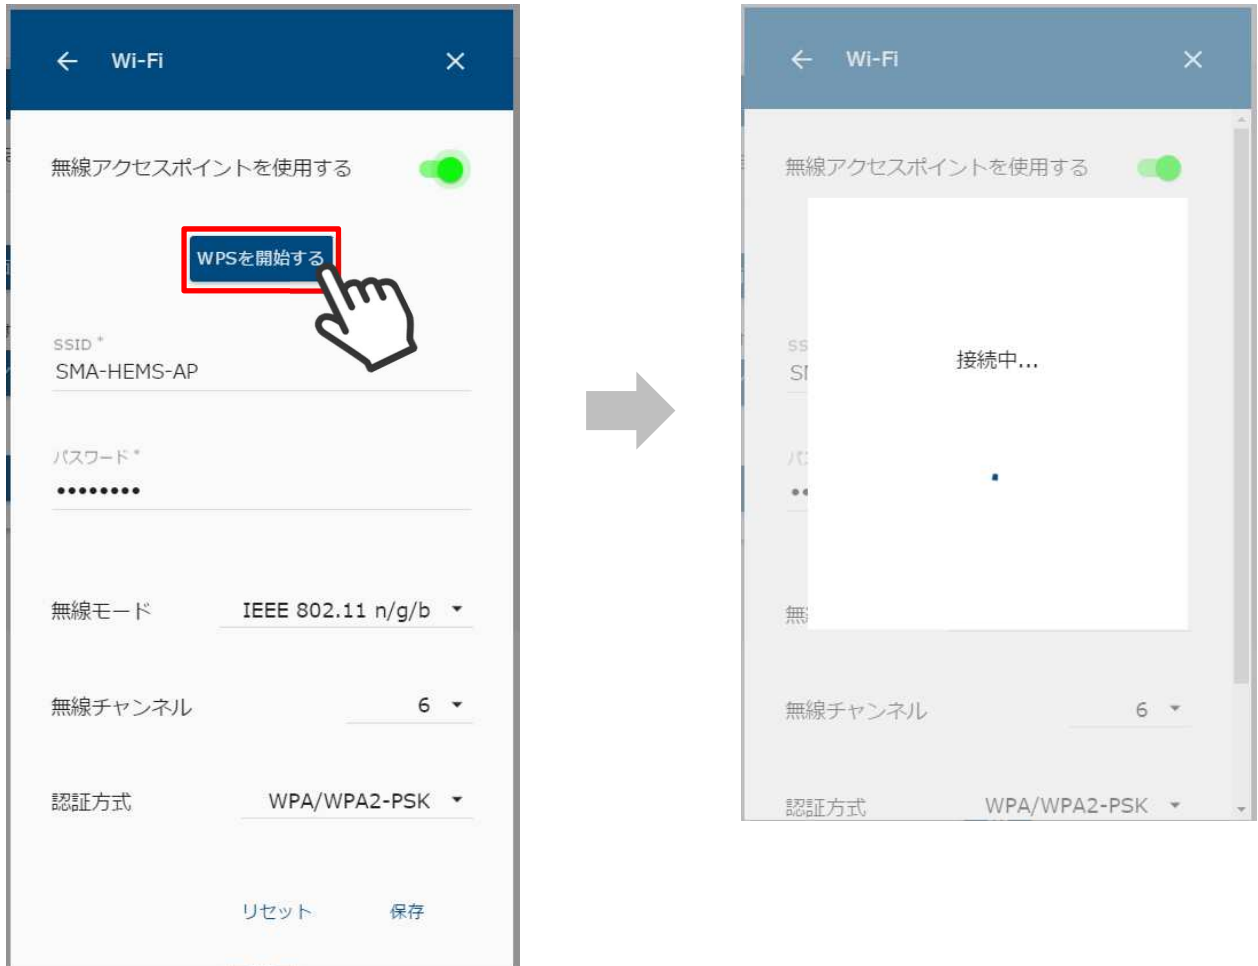 Wi-Fi
無線アクセスポイントを使用する
WPSを開始する
SSID *
SMA-HEMS-AP
パスワード *
••••••••
無線モード IEEE 802.11 n/g/b
無線チャンネル 6
認証方式 WPA/WPA2-PSK
リセット 保存
Wi-Fi
無線アクセスポイントを使用する
接続中...
無線チャンネル 6
認証方式 WPA/WPA2-PSK